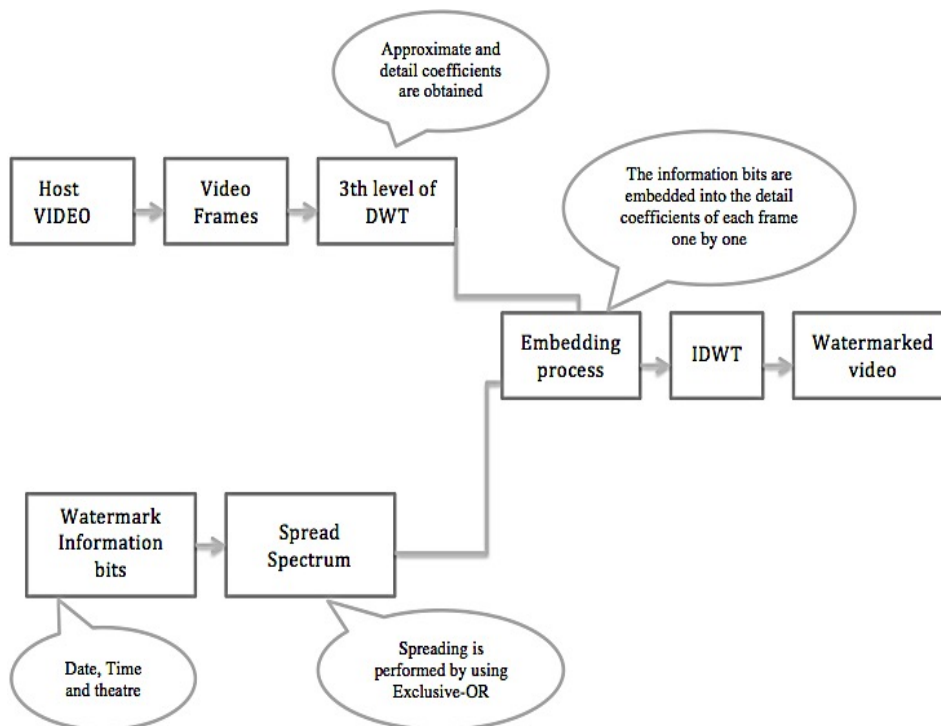 Approximate and
detail coefficients
are obtained
Host
VIDEO
Video
Frames
3th level of
DWT
The information bits are
embedded into the detail
coefficients of each frame
one by one
Embedding
process
IDWT
Watermarked
video
Watermark
Information
bits
Spread
Spectrum
Date, Time
and theatre
Spreading is
performed by using
Exclusive-OR